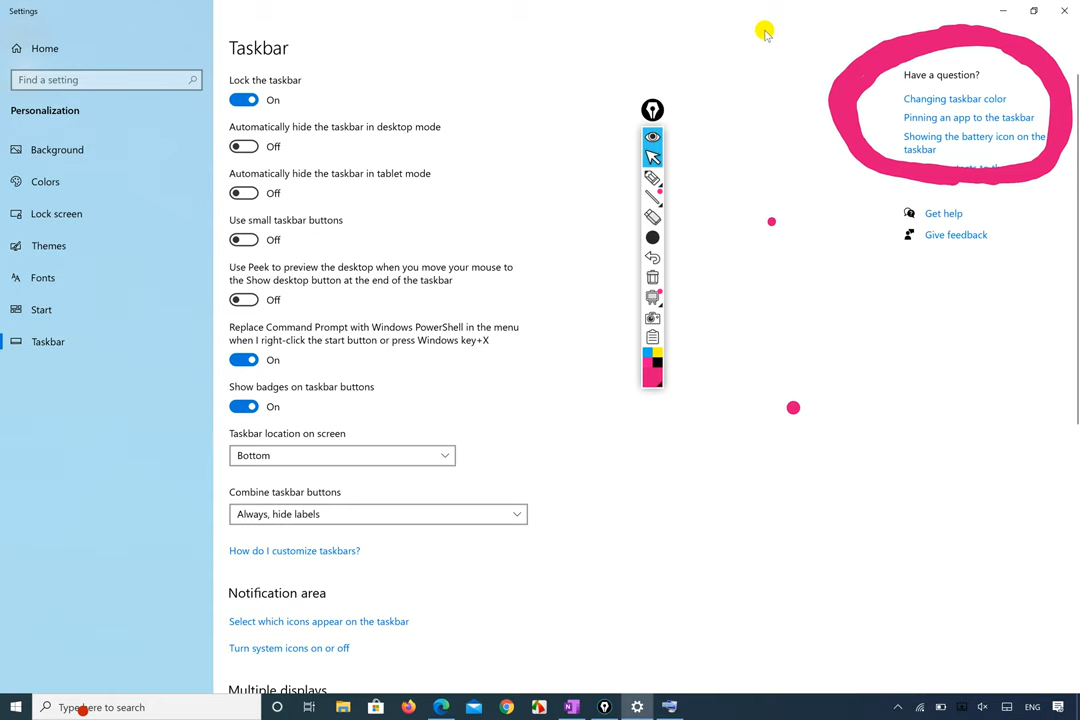 Settings
Home
Find a setting
Personalization
Background
Colors
Lock screen
Themes
Fonts
Start
Taskbar
Taskbar
Lock the taskbar
On
Automatically hide the taskbar in desktop mode
Off
Automatically hide the taskbar in tablet mode
Off
Use small taskbar buttons
Off
Use Peek to preview the desktop when you move your mouse to
the Show desktop button at the end of the taskbar
Off
Replace Command Prompt with Windows PowerShell in the menu
when I right-click the start button or press Windows key+X
On
Show badges on taskbar buttons
On
Taskbar location on screen
Bottom
Combine taskbar buttons
Always, hide labels
How do I customize taskbars?
Notification area
Select which icons appear on the taskbar
Turn system icons on or off
Multiple displays
Have a question?
Changing taskbar color
Pinning an app to the taskbar
Showing the battery icon on the
taskbar
Get help
Give feedback
Type here to search
ENG